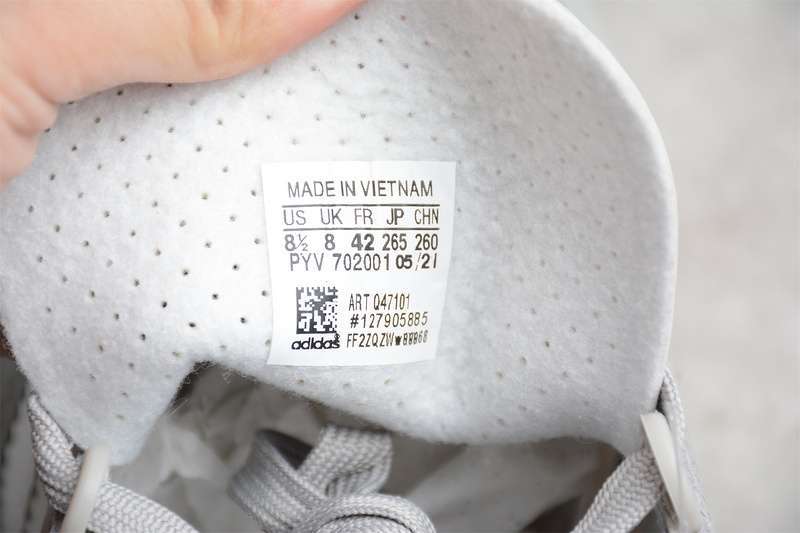 MADE IN VIETNAM
US UK FR JP CHN
8½ 8 42 265 260
PYV 702001 05/21
ART Q47101
#127905885
adidas